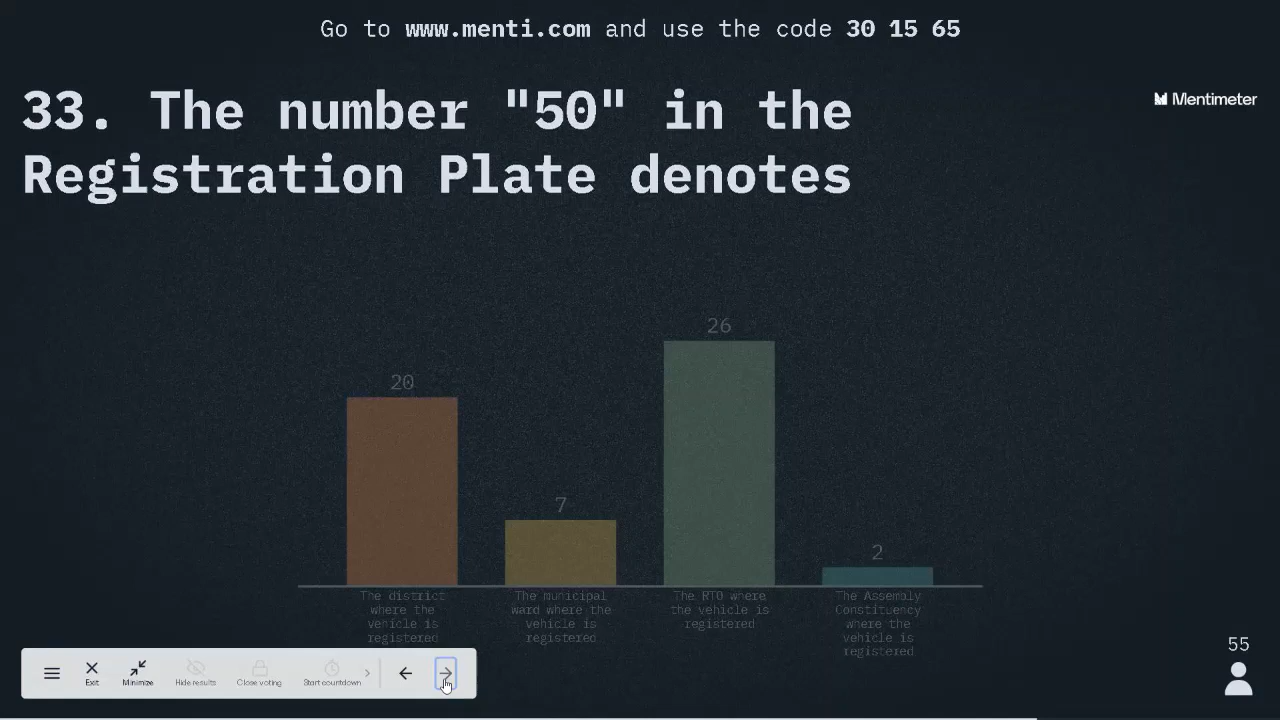 Go to www.menti.com and use the code 30 15 65
33. The number "50" in the
Registration Plate denotes
Mentimeter
20
7
26
2
The district
where the
vehicle is
registered
The municipal
ward where the
vehicle is
registered
The RTO where
the vehicle is
registered
The Assembly
Constituency
where the
vehicle is
registered
Exit
Minimize
Hide results
Close voting
Start countdown
55